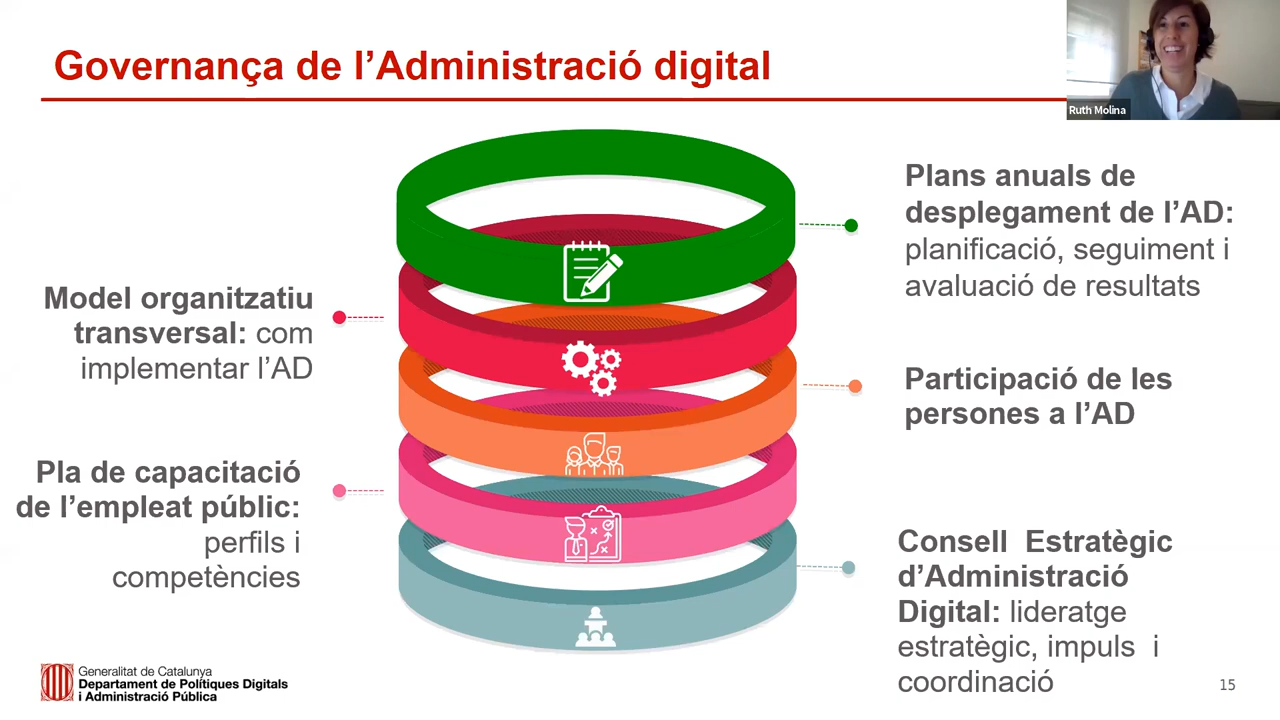 Governança de l’Administració digital
Ruth Molina
Plans anuals de
desplegament de l’AD:
planificació, seguiment i
avaluació de resultats
Model organitzatiu
transversal: com
implementar l’AD
Participació de les
persones a l’AD
Pla de capacitació
de l’empleat públic:
perfils i
competències
Consell  Estratègic
d’Administració
Digital: lideratge
estratègic, impuls  i
coordinació
Generalitat de Catalunya
Departament de Polítiques Digitals
i Administració Pública
15